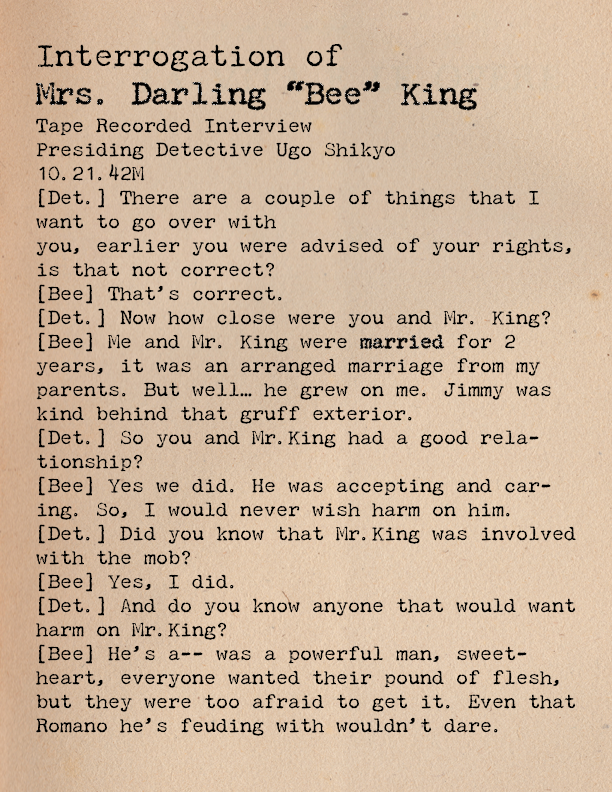 Interrogation of
Mrs. Darling “Bee” King
Tape Recorded Interview
Presiding Detective Ugo Shikyo
10.21.42M
[Det.] There are a couple of things that I
want to go over with
you, earlier you were advised of your rights,
is that not correct?
[Bee] That's correct.
[Det.] Now how close were you and Mr. King?
[Bee] Me and Mr. King were married for 2
years, it was an arranged marriage from my
parents. But well… he grew on me. Jimmy was
kind behind that gruff exterior.
[Det.] So you and Mr.King had a good rela-
tionship?
[Bee] Yes we did. He was accepting and car-
ing. So, I would never wish harm on him.
[Det.] Did you know that Mr.King was involved
with the mob?
[Bee] Yes, I did.
[Det.] And do you know anyone that would want
harm on Mr.King?
[Bee] He's a-- was a powerful man, sweet-
heart, everyone wanted their pound of flesh,
but they were too afraid to get it. Even that
Romano he's feuding with wouldn't dare.